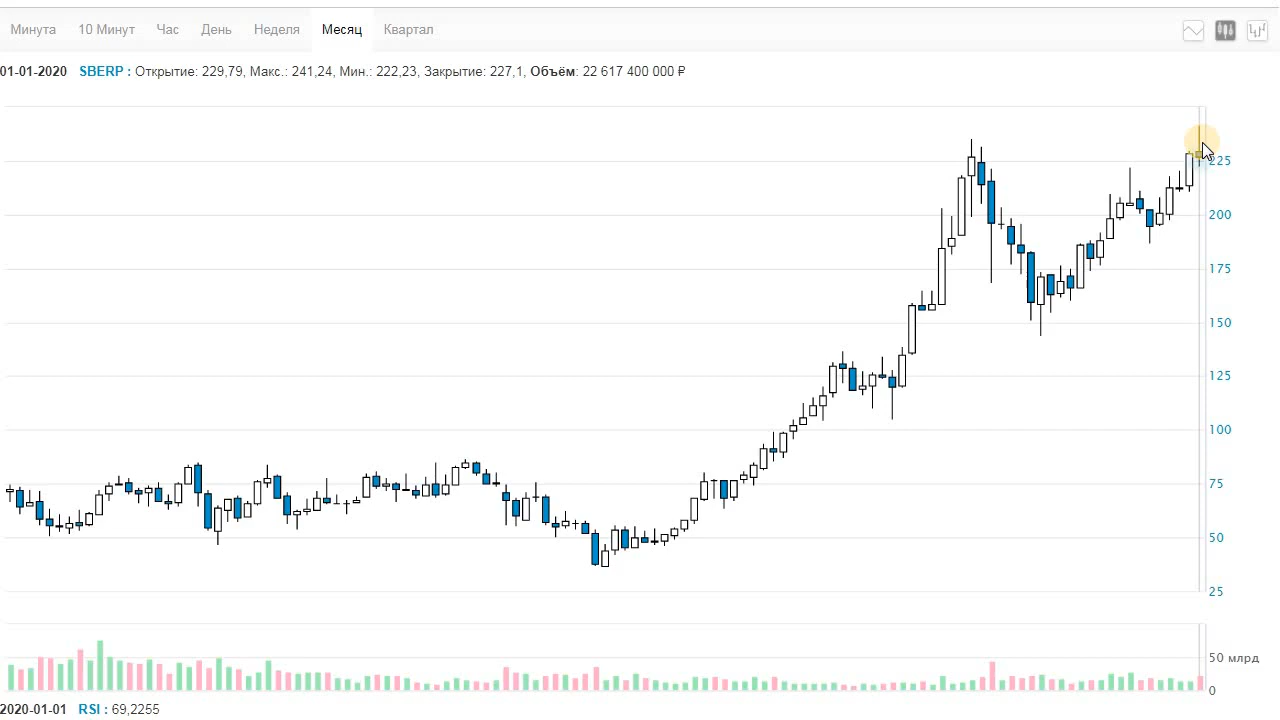 Минута 10 Минут Час День Неделя Месяц Квартал
01-01-2020 SBERP : Открытие: 229,79, Макс.: 241,24, Мин.: 222,23, Закрытие: 227,1, Объём: 22 617 400 000 ₽
225
200
175
150
125
100
75
50
25
50 млрд
0
2020-01-01 RSI : 69,2255